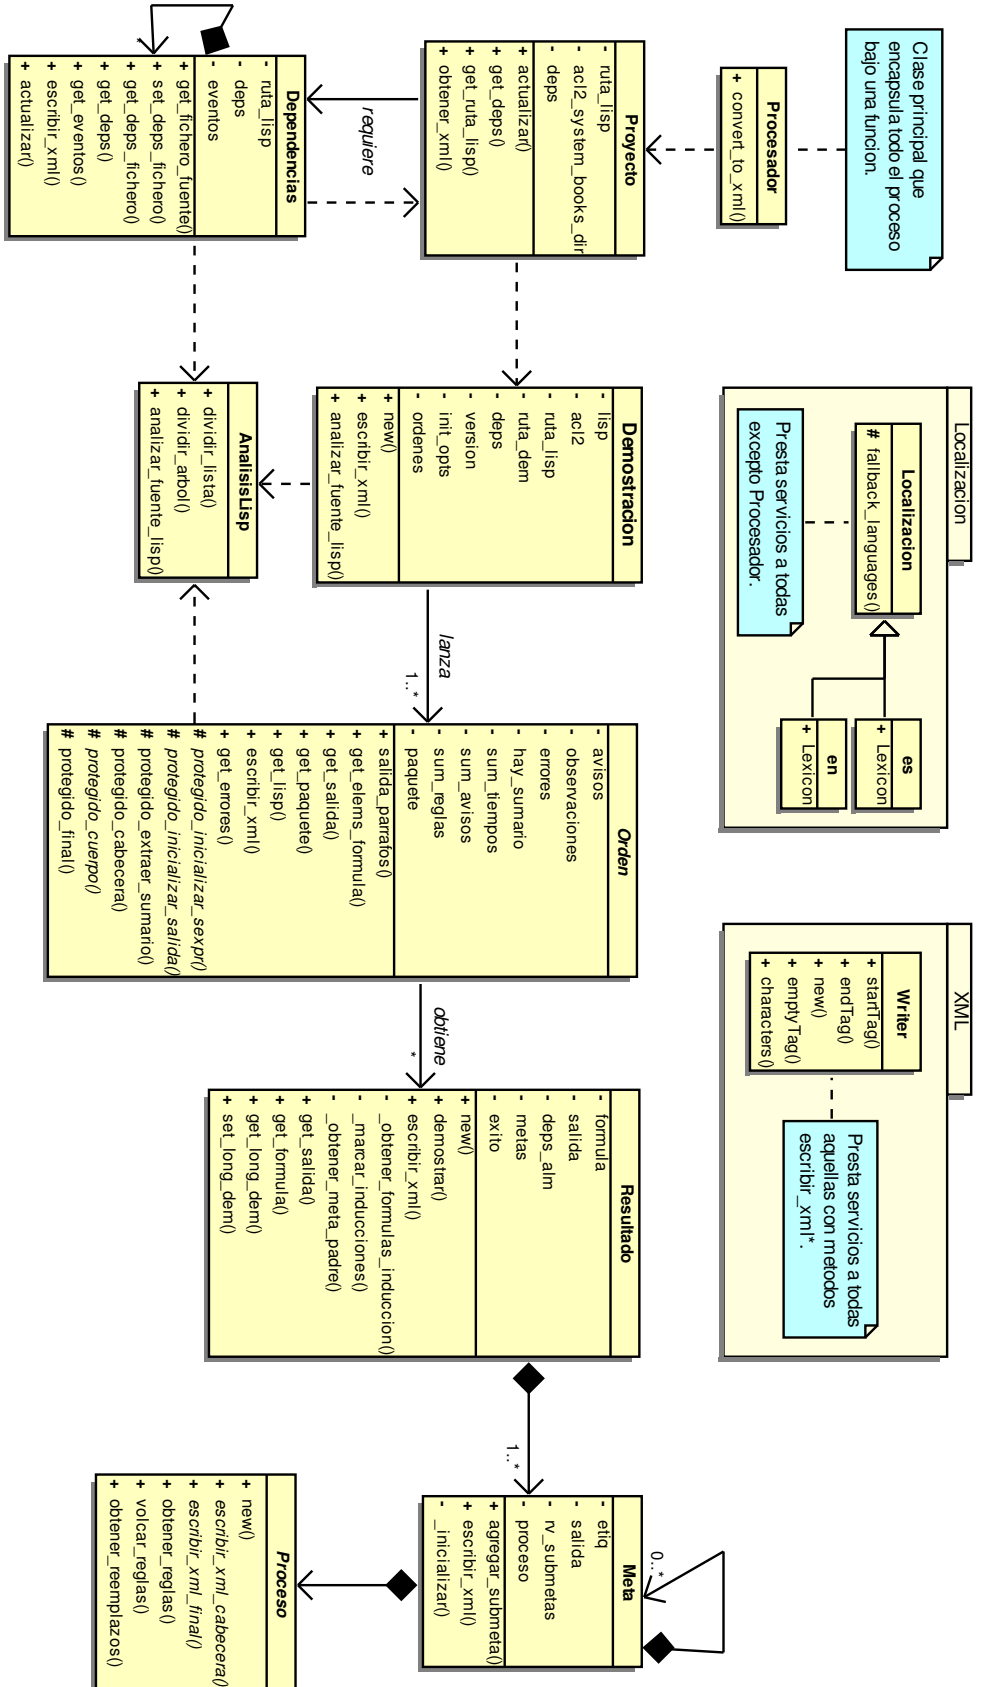 Clase principal que
encapsula todo el proceso
bajo una funcion.
Procesador
+ convert_to_xml()
Proyecto
- ruta_lisp
- acl2_system_books_dir
- deps
+ actualizar()
+ get_deps()
+ get_ruta_lisp()
+ obtener_xml()
requiere
Dependencias
- ruta_lisp
- deps
- eventos
+ get_fichero_fuente()
+ set_deps_fichero()
+ get_deps_fichero()
+ get_deps()
+ get_eventos()
+ escribir_xml()
+ actualizar()
*
Localizacion
Localizacion
# fallback_languages()
Presta servicios a todas
excepto Procesador.
es
+ Lexicon
en
+ Lexicon
Demostracion
- lisp
- acl2
- ruta_lisp
- ruta_dem
- deps
- version
- init_opts
- ordenes
+ new()
+ escribir_xml()
+ analizar_fuente_lisp()
AnalisisLisp
+ dividir_lista()
+ dividir_arbol()
+ analizar_fuente_lisp()
lanza
1..*
Orden
- avisos
- observaciones
- errores
- hay_sumario
- sum_tiempos
- sum_avisos
- sum_reglas
- paquete
+ salida_parrafos()
+ get_elems_formula()
+ get_salida()
+ get_paquete()
+ get_lisp()
+ escribir_xml()
+ get_errores()
# protegido_inicializar_sexpr()
# protegido_inicializar_salida()
# protegido_extraer_sumario()
# protegido_cabecera()
# protegido_cuerpo()
# protegido_final()
XML
Writer
+ startTag()
+ endTag()
+ new()
+ emptyTag()
+ characters()
Presta servicios a todas
aquellas con metodos
escribir_xml*.
obtiene
*
Resultado
- formula
- salida
- deps_alm
- metas
- exito
+ new()
+ demostrar()
+ escribir_xml()
- _obtener_formulas_induccion()
- _marcar_inducciones()
- _obtener_meta_padre()
+ get_salida()
+ get_formula()
+ get_long_dem()
+ set_long_dem()
1..*
Meta
- etiq
- salida
- rv_submetas
- proceso
+ agregar_submeta()
+ escribir_xml()
- _inicializar()
0..*
Proceso
+ new()
+ escribir_xml_cabecera()
+ escribir_xml_final()
+ obtener_reglas()
+ volcar_reglas()
+ obtener_reemplazos()